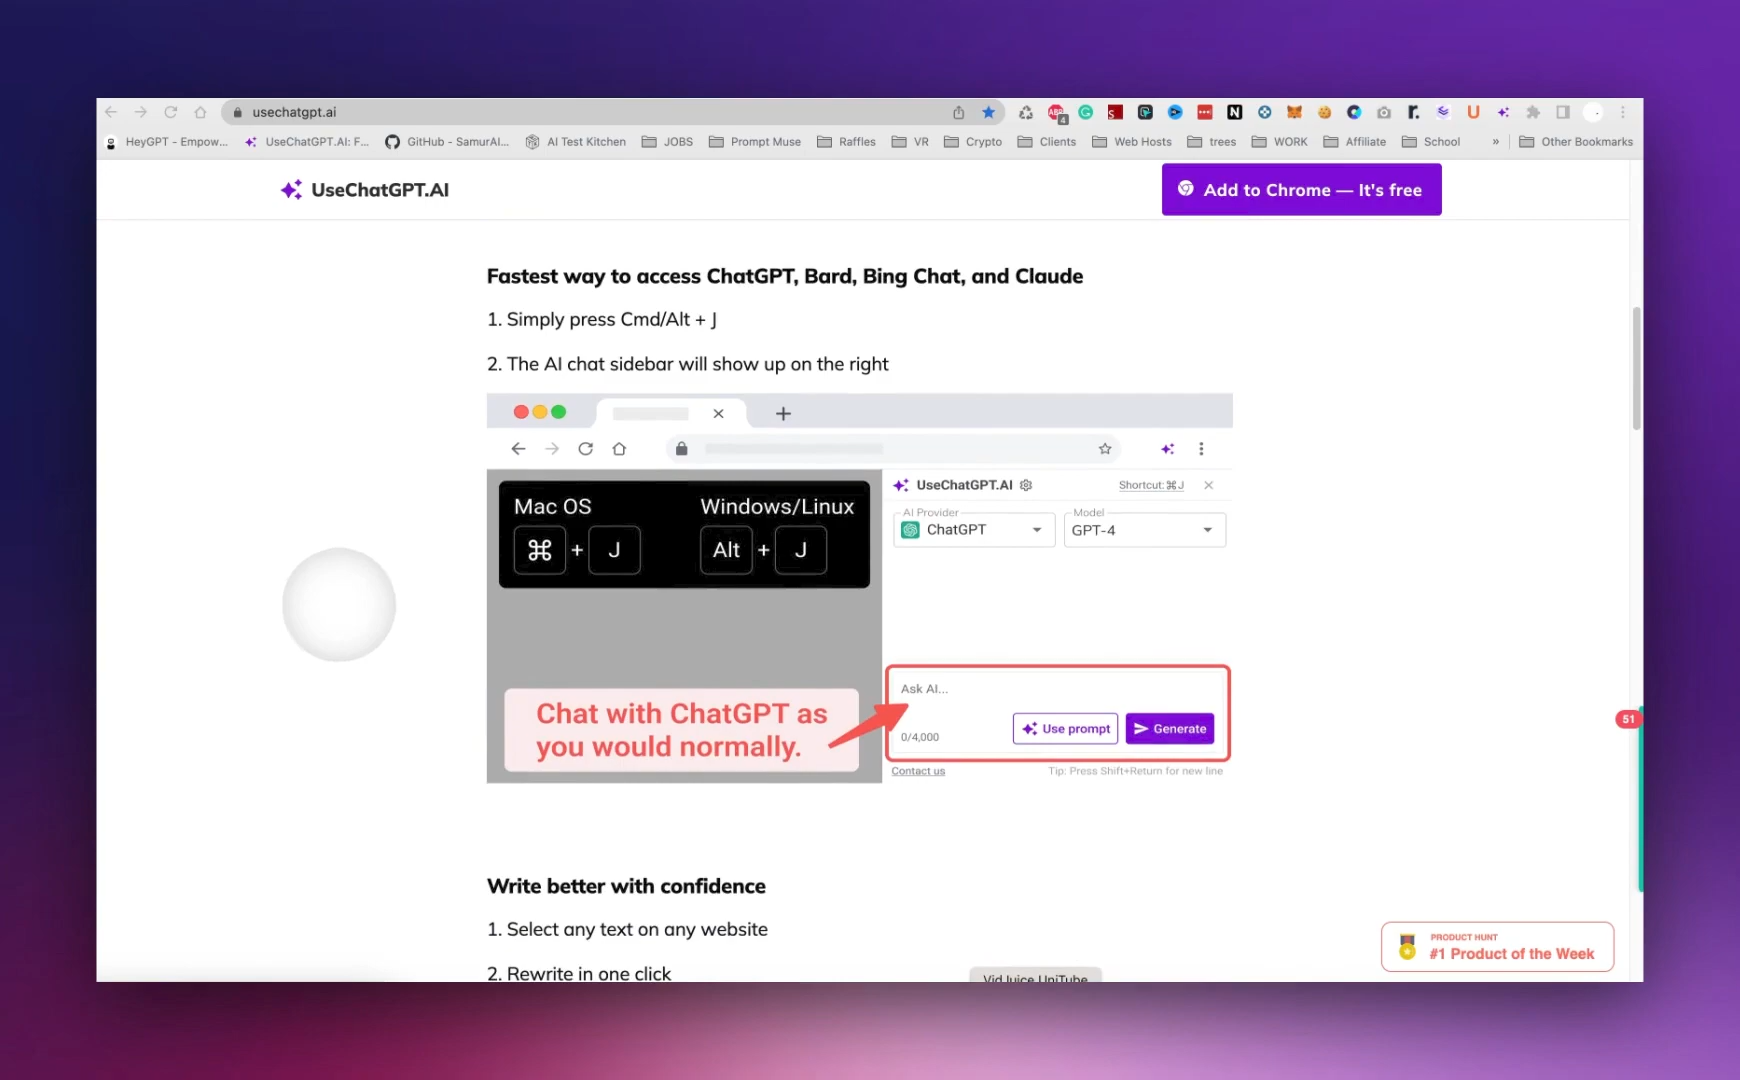 usechatgpt.ai
4
HeyGPT - Empow...
UseChatGPT.AI: F...
GitHub - SamurAI...
AI Test Kitchen
JOBS
Prompt Muse
Raffles
VR
Crypto
Clients
Web Hosts
trees
WORK
Affiliate
School
»
Other Bookmarks
UseChatGPT.AI
Add to Chrome — It's free
Fastest way to access ChatGPT, Bard, Bing Chat, and Claude
1. Simply press Cmd/Alt + J
2. The AI chat sidebar will show up on the right
UseChatGPT.AI
Shortcut:⌘J
Mac OS
Windows/Linux
⌘ + J
Alt + J
AI Provider
ChatGPT
Model
GPT-4
Chat with ChatGPT as
you would normally.
Ask AI...
0/4,000
Use prompt
Generate
Contact us
Tip: Press Shift+Return for new line
51
Write better with confidence
1. Select any text on any website
2. Rewrite in one click
VidJuice UniTube
PRODUCT HUNT
#1 Product of the Week